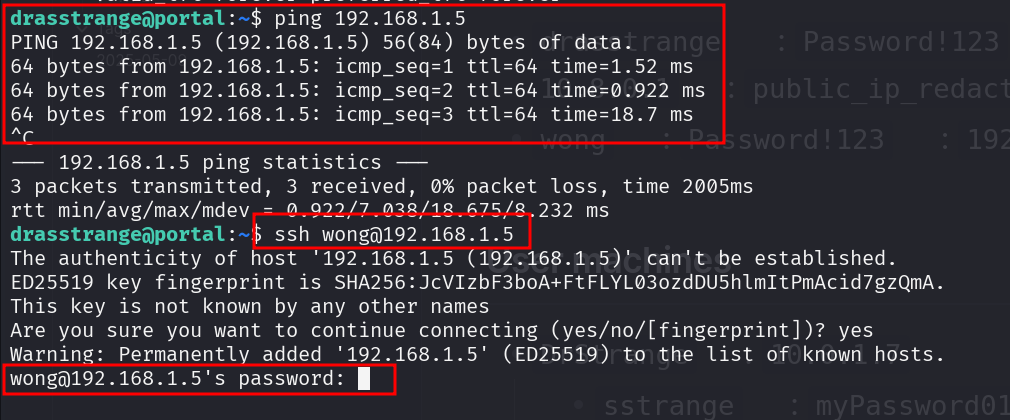 drasstrange@portal:~$ ping 192.168.1.5
PING 192.168.1.5 (192.168.1.5) 56(84) bytes of data.
64 bytes from 192.168.1.5: icmp_seq=1 ttl=64 time=1.52 ms
64 bytes from 192.168.1.5: icmp_seq=2 ttl=64 time=0.922 ms
64 bytes from 192.168.1.5: icmp_seq=3 ttl=64 time=18.7 ms
^C
— 192.168.1.5 ping statistics —
3 packets transmitted, 3 received, 0% packet loss, time 2005ms
rtt min/avg/max/mdev = 0.922/7.038/18.675/8.232 ms
drasstrange@portal:~$ ssh wong@192.168.1.5
The authenticity of host '192.168.1.5 (192.168.1.5)' can't be established.
ED25519 key fingerprint is SHA256:JcVIzbF3boA+FtFLYL03ozdDU5hlmItPmAcid7gzQmA.
This key is not known by any other names
Are you sure you want to continue connecting (yes/no/[fingerprint])? yes
Warning: Permanently added '192.168.1.5' (ED25519) to the list of known hosts.
wong@192.168.1.5's password:
drasstrange : Password!123
: public_ip_redact
wong : Password!123 : 192
User machines
sstrange : myPassword01